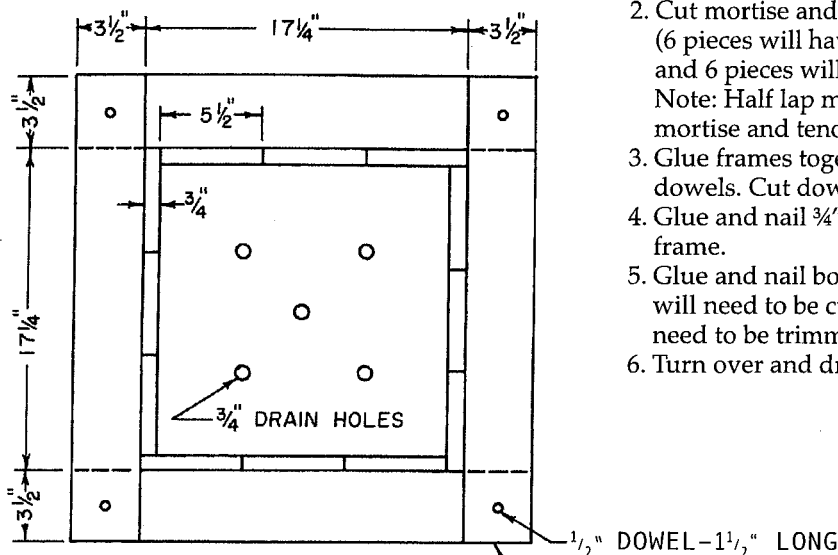 3½" 17¼" 3½"
3½"
5½"
¾"
17¼"
¾" DRAIN HOLES
3½"
½" DOWEL-1½" LONG
2. Cut mortise and
(6 pieces will hav
and 6 pieces will
Note: Half lap m
mortise and teno
3. Glue frames toge
dowels. Cut dow
4. Glue and nail ¾"
frame.
5. Glue and nail bo
will need to be c
need to be trimm
6. Turn over and dr